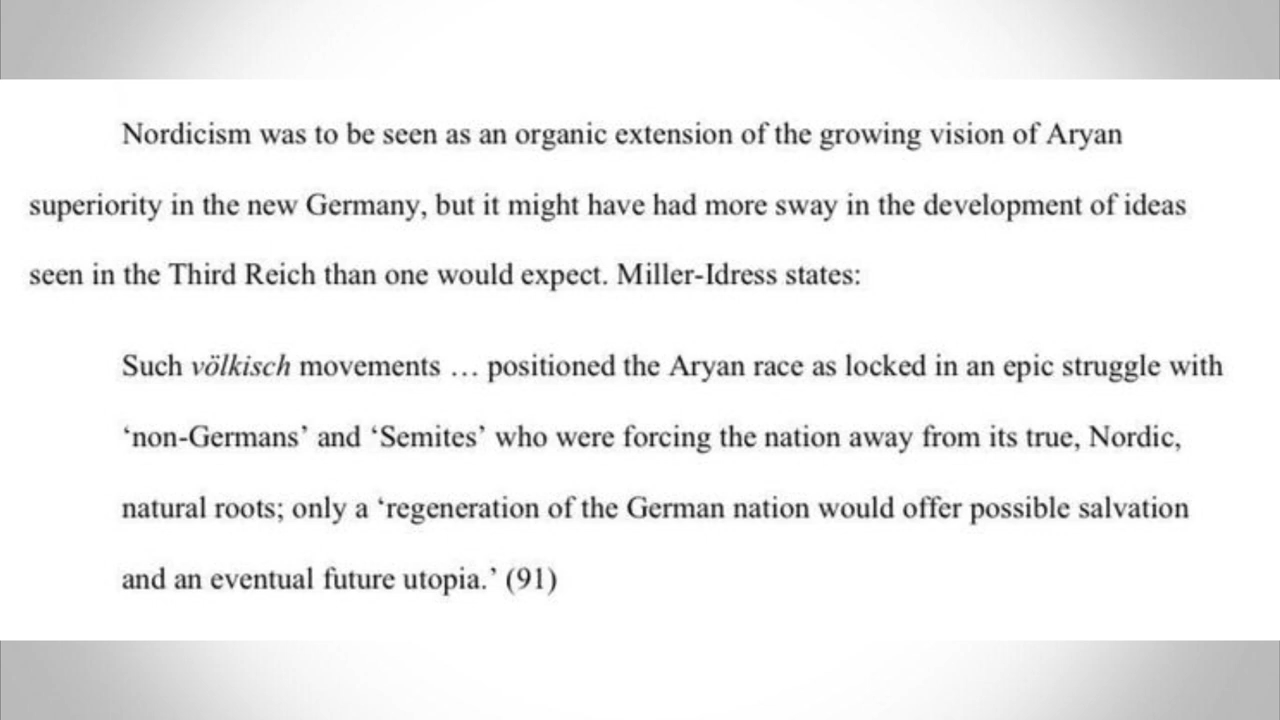 Nordicism was to be seen as an organic extension of the growing vision of Aryan
superiority in the new Germany, but it might have had more sway in the development of ideas
seen in the Third Reich than one would expect. Miller-Idress states:
Such völkisch movements … positioned the Aryan race as locked in an epic struggle with
‘non-Germans’ and ‘Semites’ who were forcing the nation away from its true, Nordic,
natural roots; only a ‘regeneration of the German nation would offer possible salvation
and an eventual future utopia.’ (91)